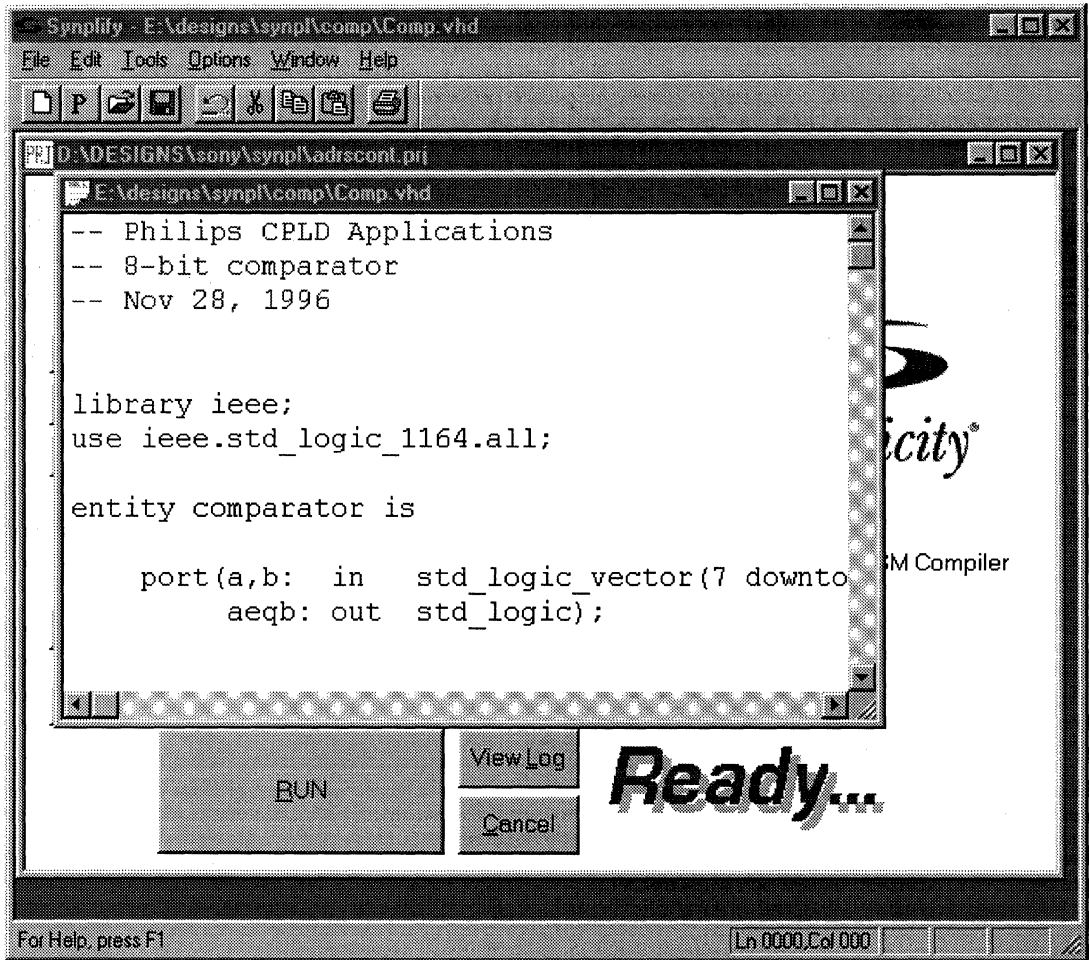 Synplify - E:\designs\synpl\comp\Comp.vhd
File Edit Tools Options Window Help
P
PRJ D:\DESIGNS\sony\synpl\adrscont.prj
E:\designs\synpl\comp\Comp.vhd
-- Philips CPLD Applications
-- 8-bit comparator
-- Nov 28, 1996
library ieee;
use ieee.std_logic_1164.all;
entity comparator is
port(a,b: in std_logic_vector(7 downto
aeqb: out std_logic);
icity®
SM Compiler
RUN
View Log
Cancel
Ready...
For Help, press F1
Ln 0000,Col 000